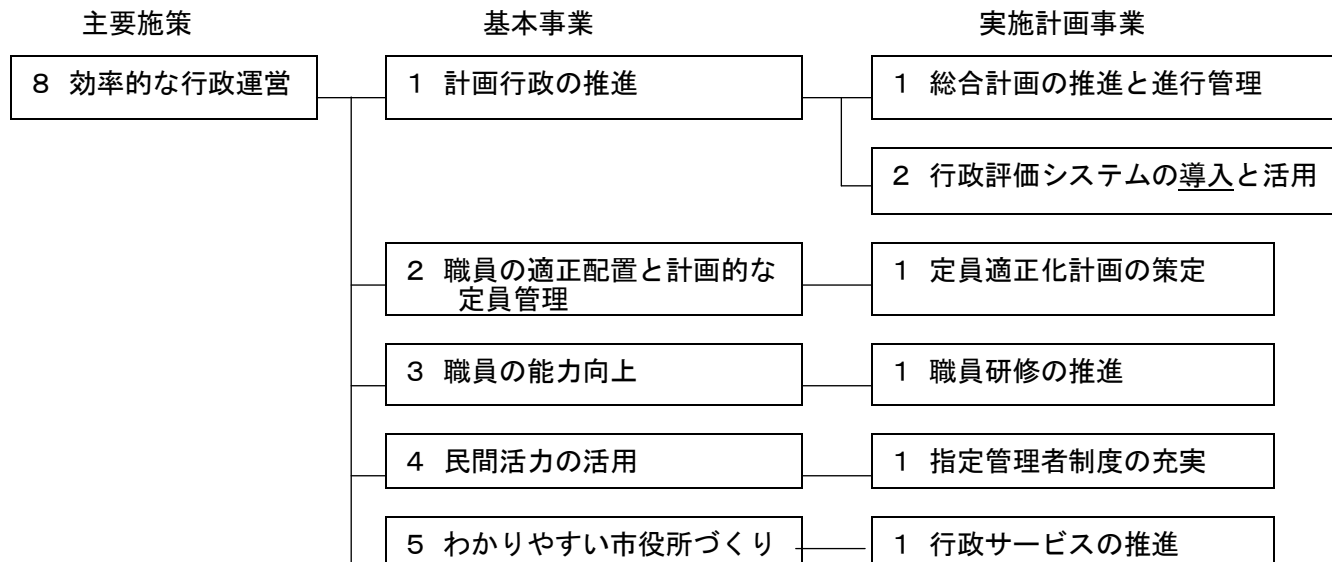 主要施策 基本事業 実施計画事業
８ 効率的な行政運営 １ 計画行政の推進 １ 総合計画の推進と進行管理
２ 行政評価システムの導入と活用
２ 職員の適正配置と計画的な
定員管理
１ 定員適正化計画の策定
３ 職員の能力向上 １ 職員研修の推進
４ 民間活力の活用 １ 指定管理者制度の充実
５ わかりやすい市役所づくり １ 行政サービスの推進